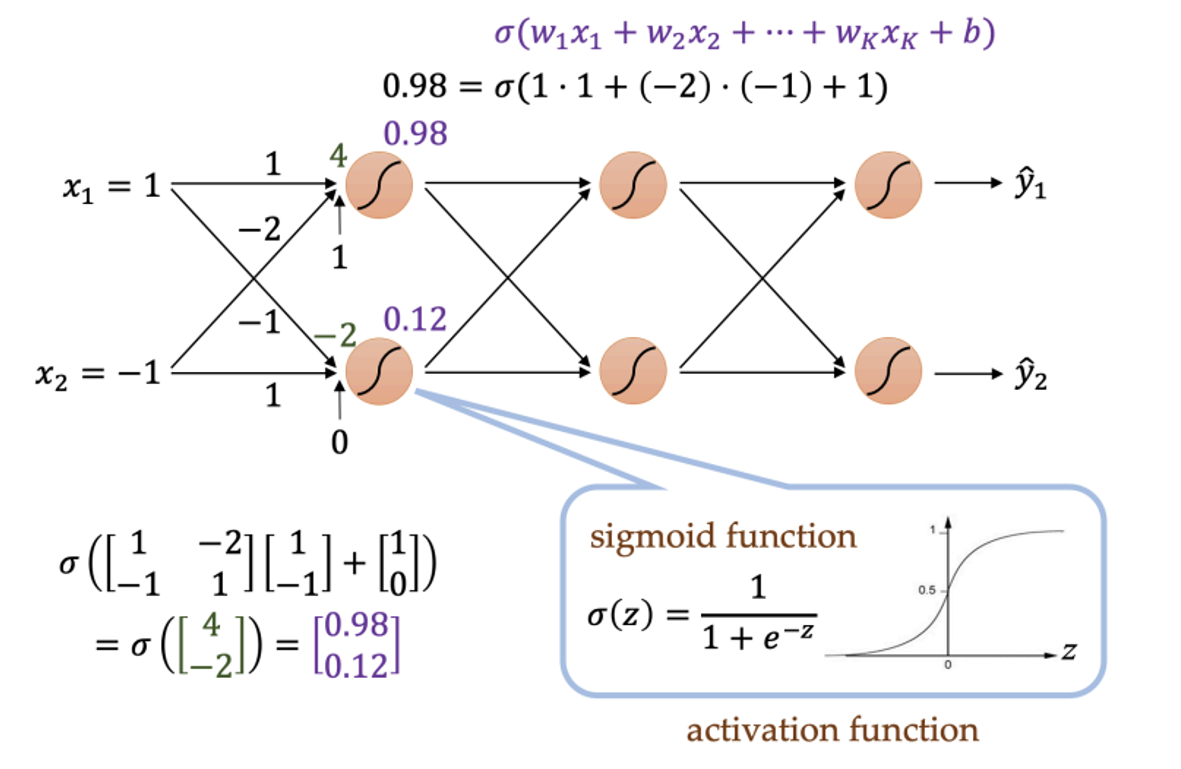 σ(w₁x₁ + w₂x₂ + ⋯ + w_K x_K + b)
0.98 = σ(1 · 1 + (−2) · (−1) + 1)
0.98
4
1
x₁ = 1
ŷ₁
−2
1
−1
0.12
−2
x₂ = −1
ŷ₂
1
0
σ([1 −2; −1 1][1; −1] + [1; 0])
= σ([4; −2]) = [0.98; 0.12]
sigmoid function
σ(z) = 1 / (1 + e⁻ᶻ)
1
0.5
0
z
activation function